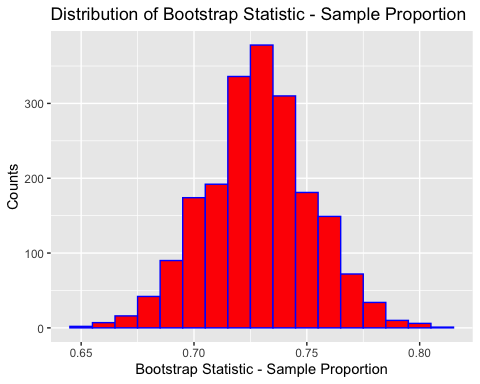 Distribution of Bootstrap Statistic - Sample Proportion
Counts
300
200
100
0
0.65 0.70 0.75 0.80
Bootstrap Statistic - Sample Proportion